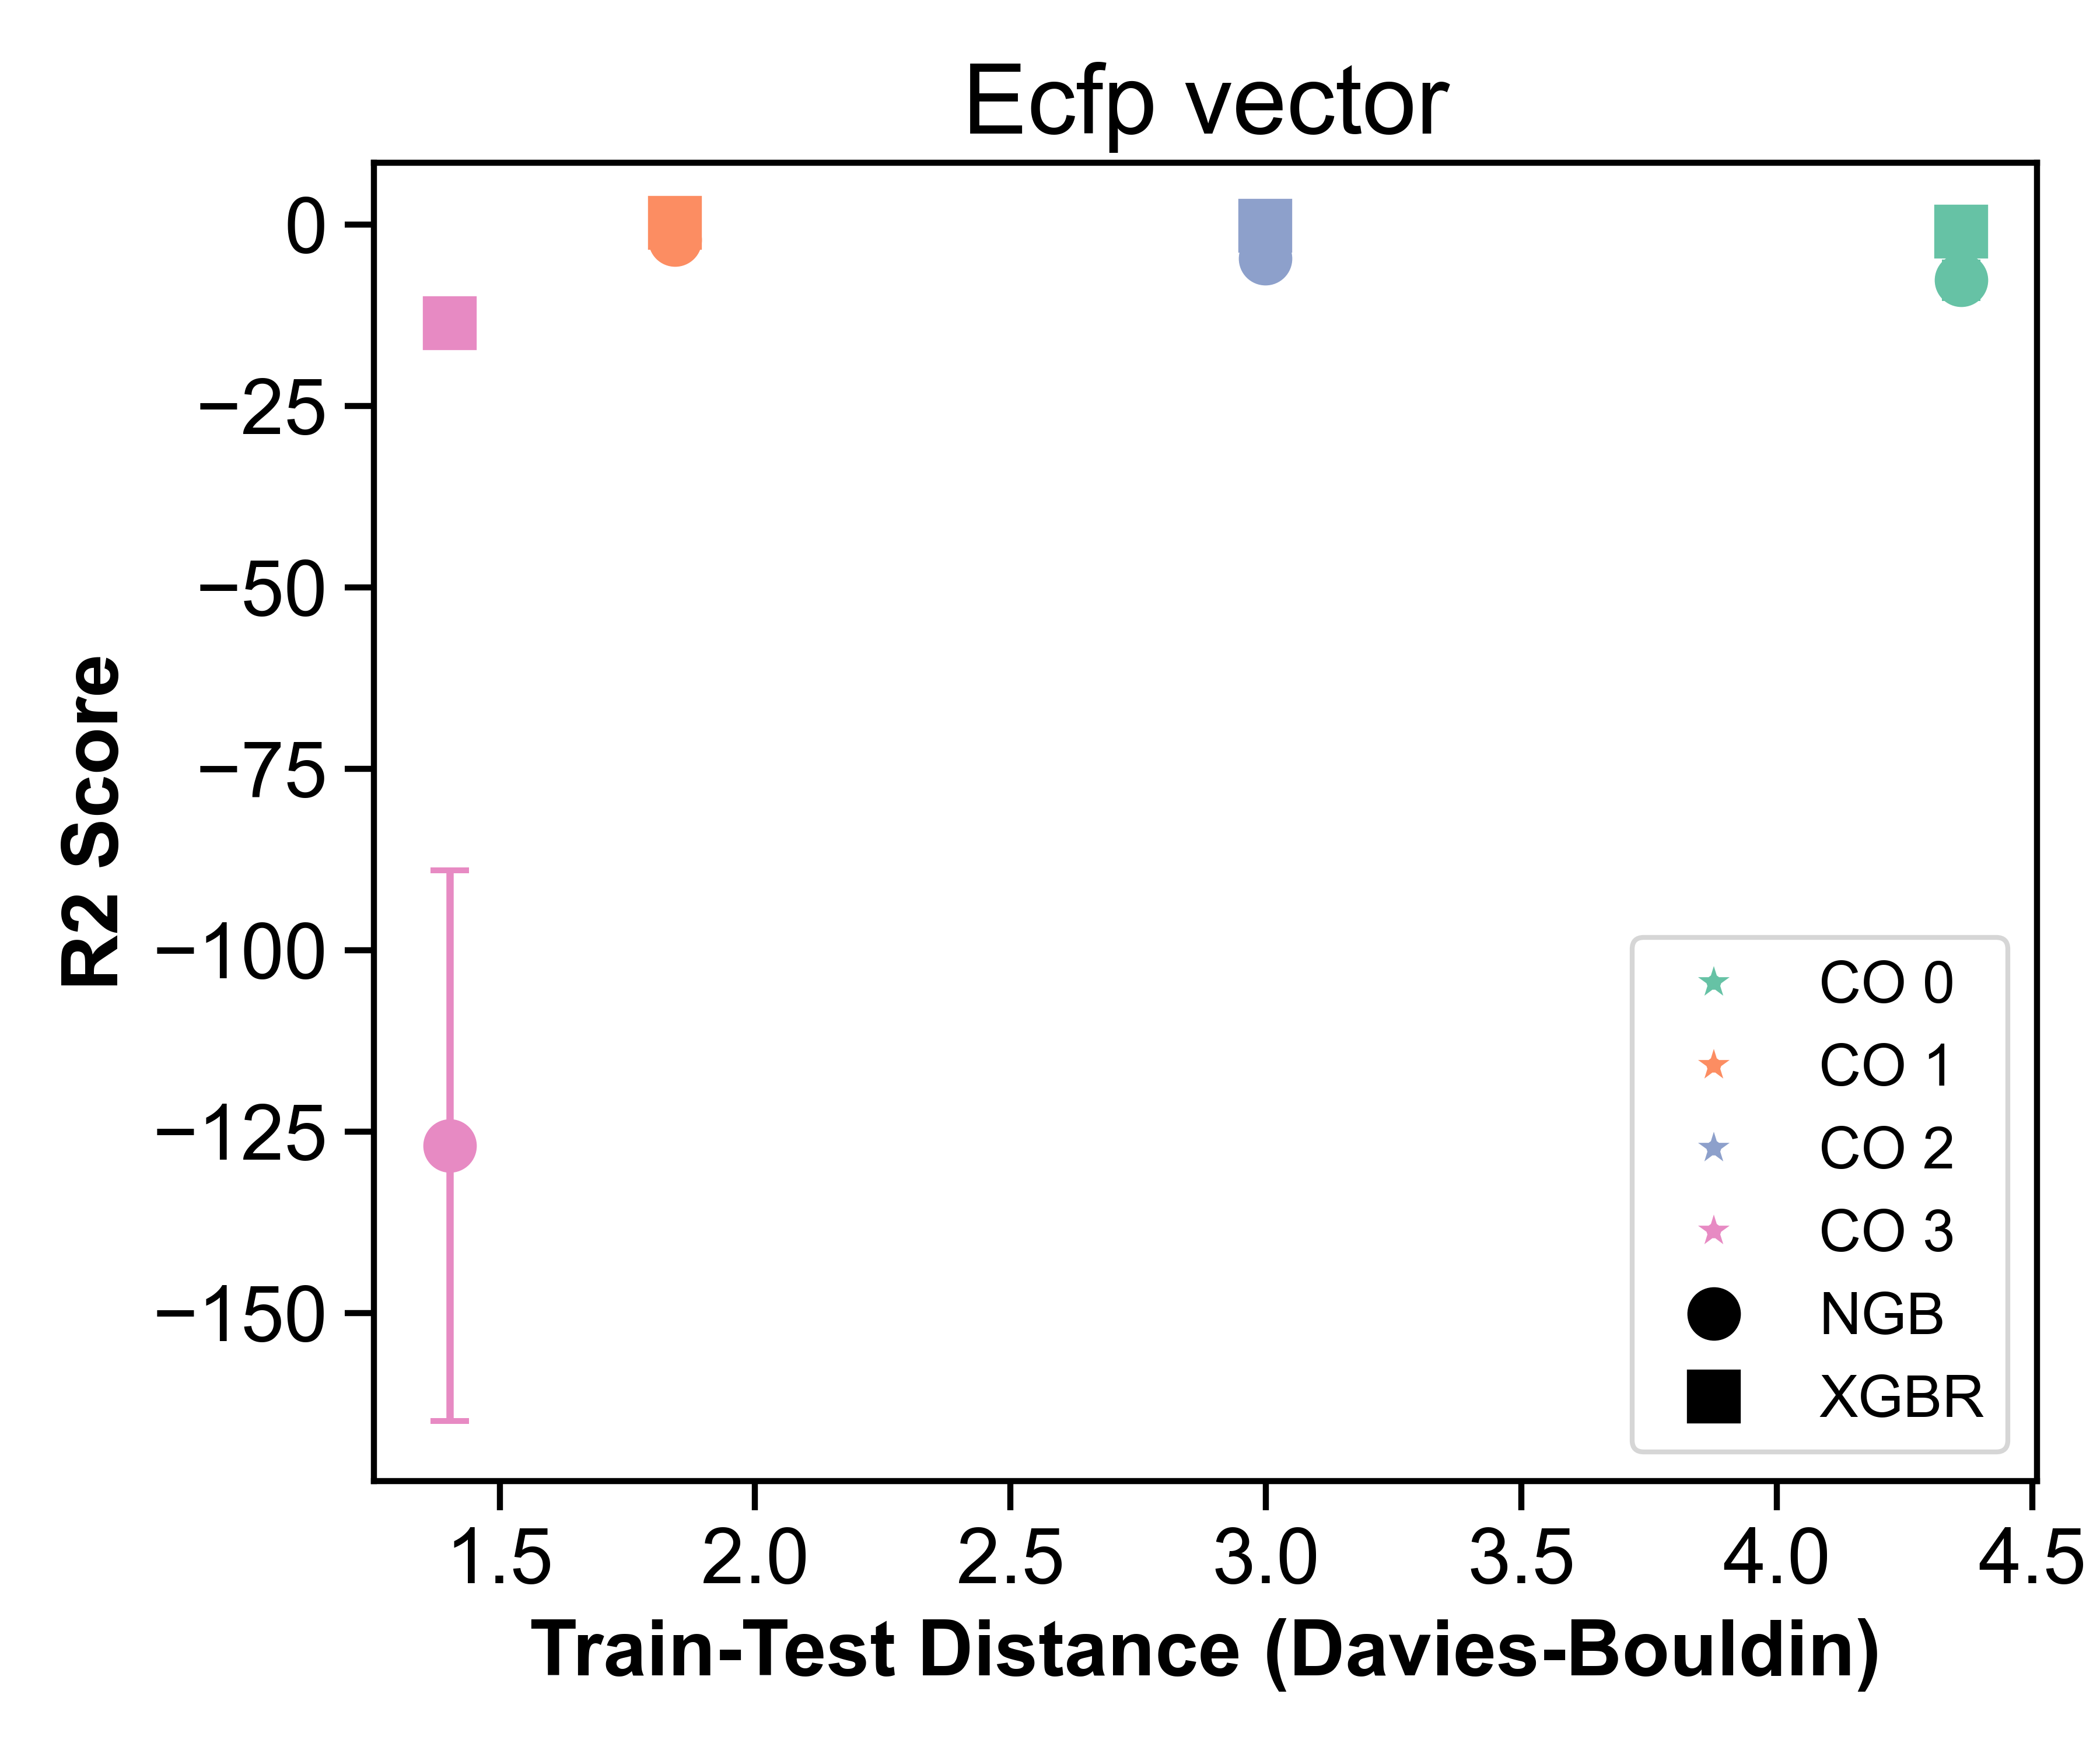 Ecfp vector
0
−25
−50
−75
−100
−125
−150
R2 Score
CO 0
CO 1
CO 2
CO 3
NGB
XGBR
1.5 2.0 2.5 3.0 3.5 4.0 4.5
Train-Test Distance (Davies-Bouldin)